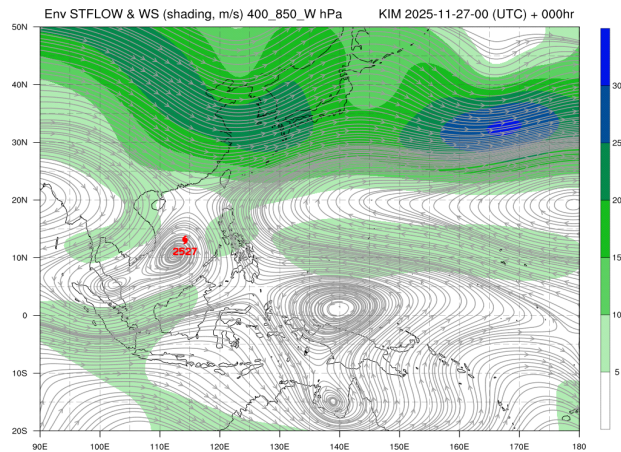 Env STFLOW & WS (shading, m/s) 400_850_W hPa KIM 2025-11-27-00 (UTC) + 000hr
50N
40N
30N
20N
10N
0
10S
20S
90E 100E 110E 120E 130E 140E 150E 160E 170E 180
2527
30
25
20
15
10
5